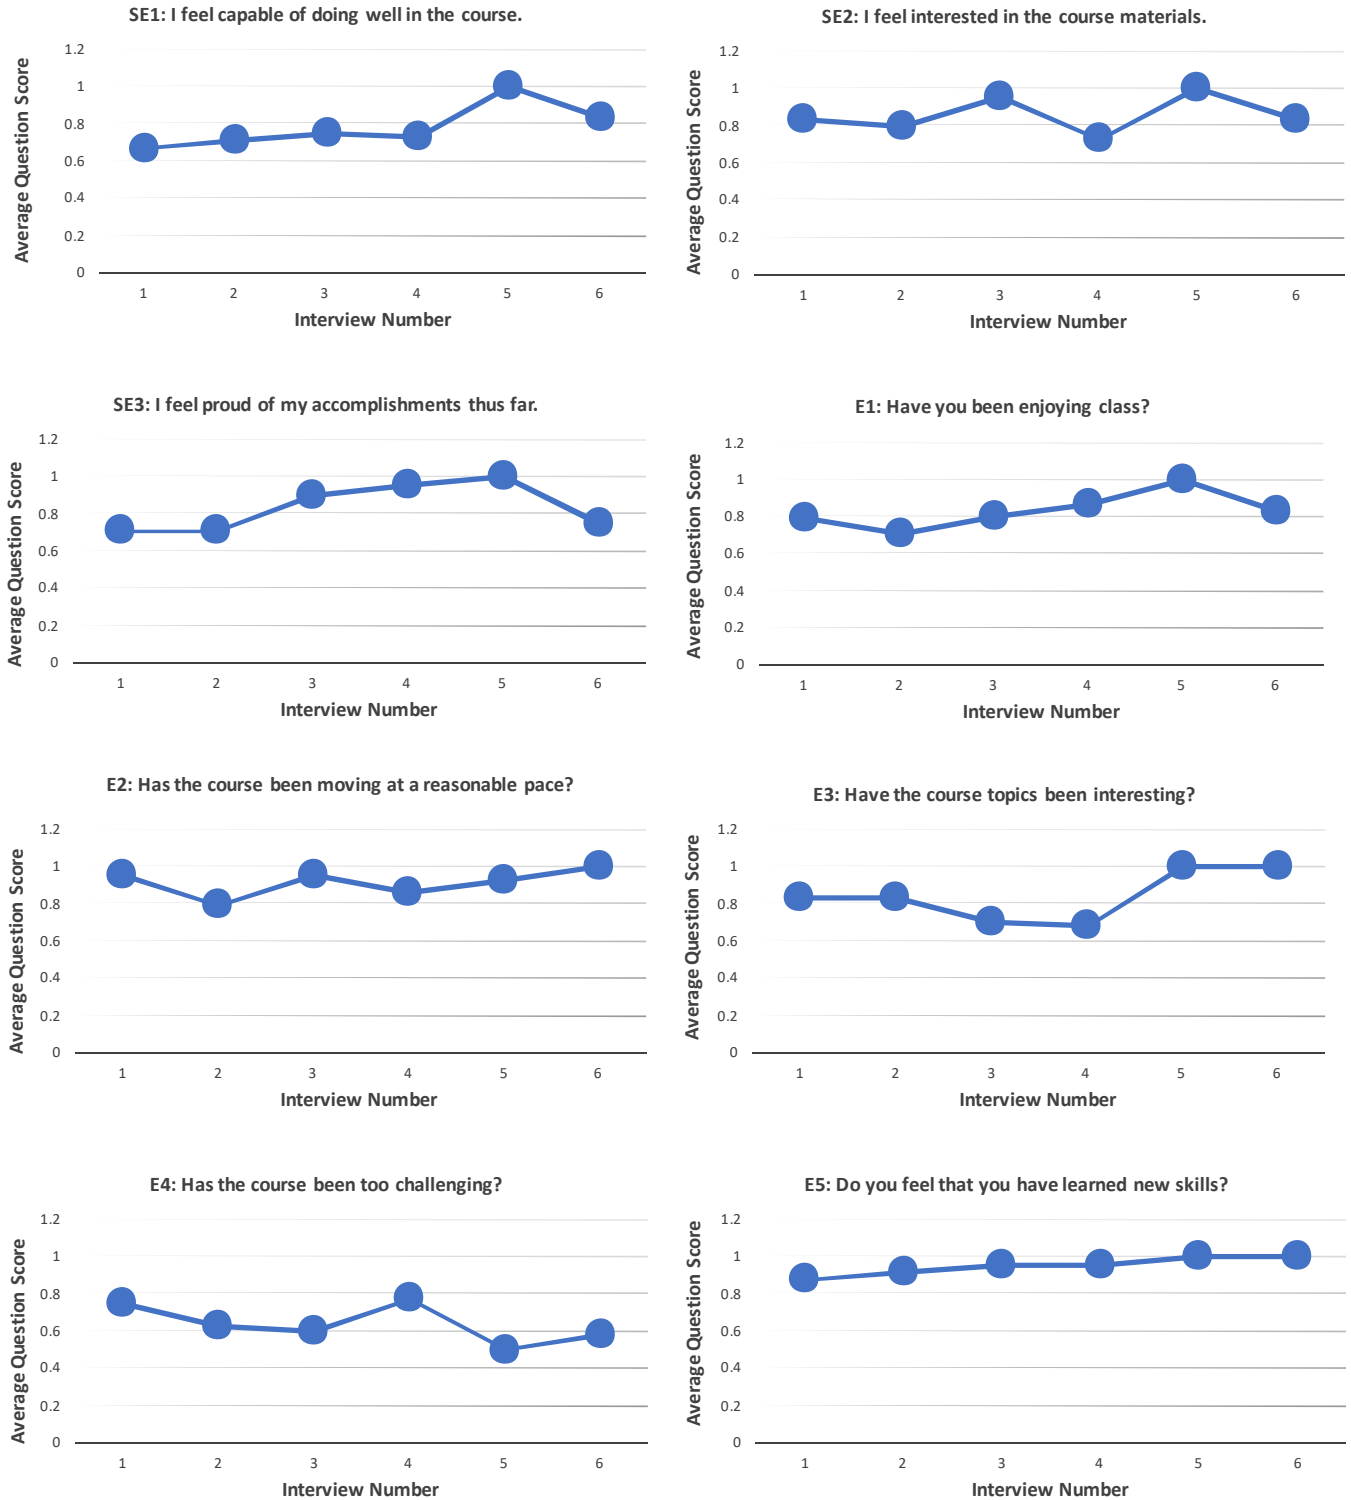 SE1: I feel capable of doing well in the course.
Average Question Score
1.2
1
0.8
0.6
0.4
0.2
0
1 2 3 4 5 6
Interview Number
SE2: I feel interested in the course materials.
Average Question Score
1.2
1
0.8
0.6
0.4
0.2
0
1 2 3 4 5 6
Interview Number
SE3: I feel proud of my accomplishments thus far.
Average Question Score
1.2
1
0.8
0.6
0.4
0.2
0
1 2 3 4 5 6
Interview Number
E1: Have you been enjoying class?
Average Question Score
1.2
1
0.8
0.6
0.4
0.2
0
1 2 3 4 5 6
Interview Number
E2: Has the course been moving at a reasonable pace?
Average Question Score
1.2
1
0.8
0.6
0.4
0.2
0
1 2 3 4 5 6
Interview Number
E3: Have the course topics been interesting?
Average Question Score
1.2
1
0.8
0.6
0.4
0.2
0
1 2 3 4 5 6
Interview Number
E4: Has the course been too challenging?
Average Question Score
1.2
1
0.8
0.6
0.4
0.2
0
1 2 3 4 5 6
Interview Number
E5: Do you feel that you have learned new skills?
Average Question Score
1.2
1
0.8
0.6
0.4
0.2
0
1 2 3 4 5 6
Interview Number